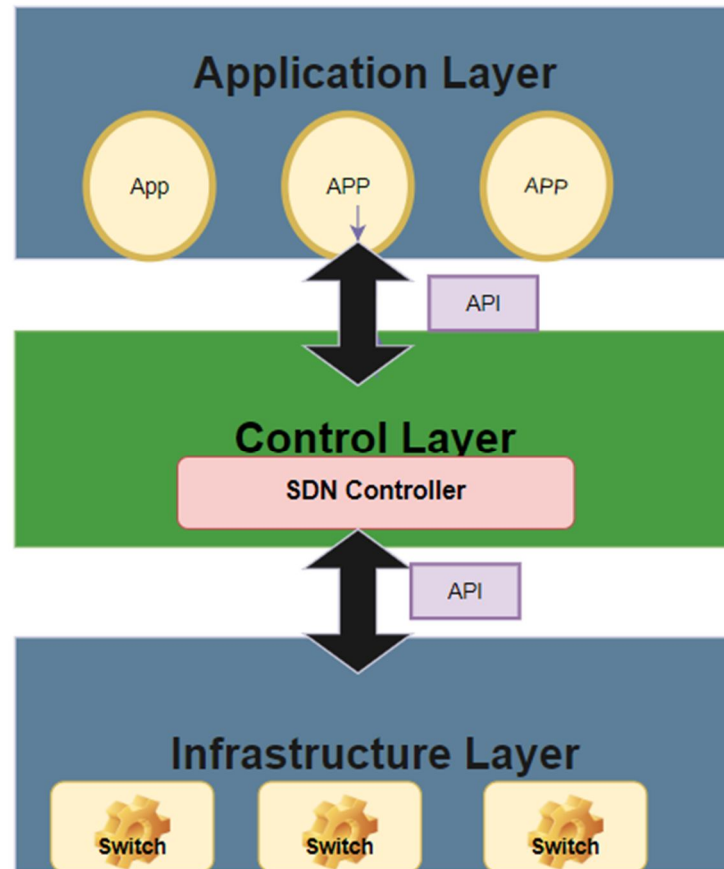 Application Layer
App
APP
APP
API
Control Layer
SDN Controller
API
Infrastructure Layer
Switch
Switch
Switch